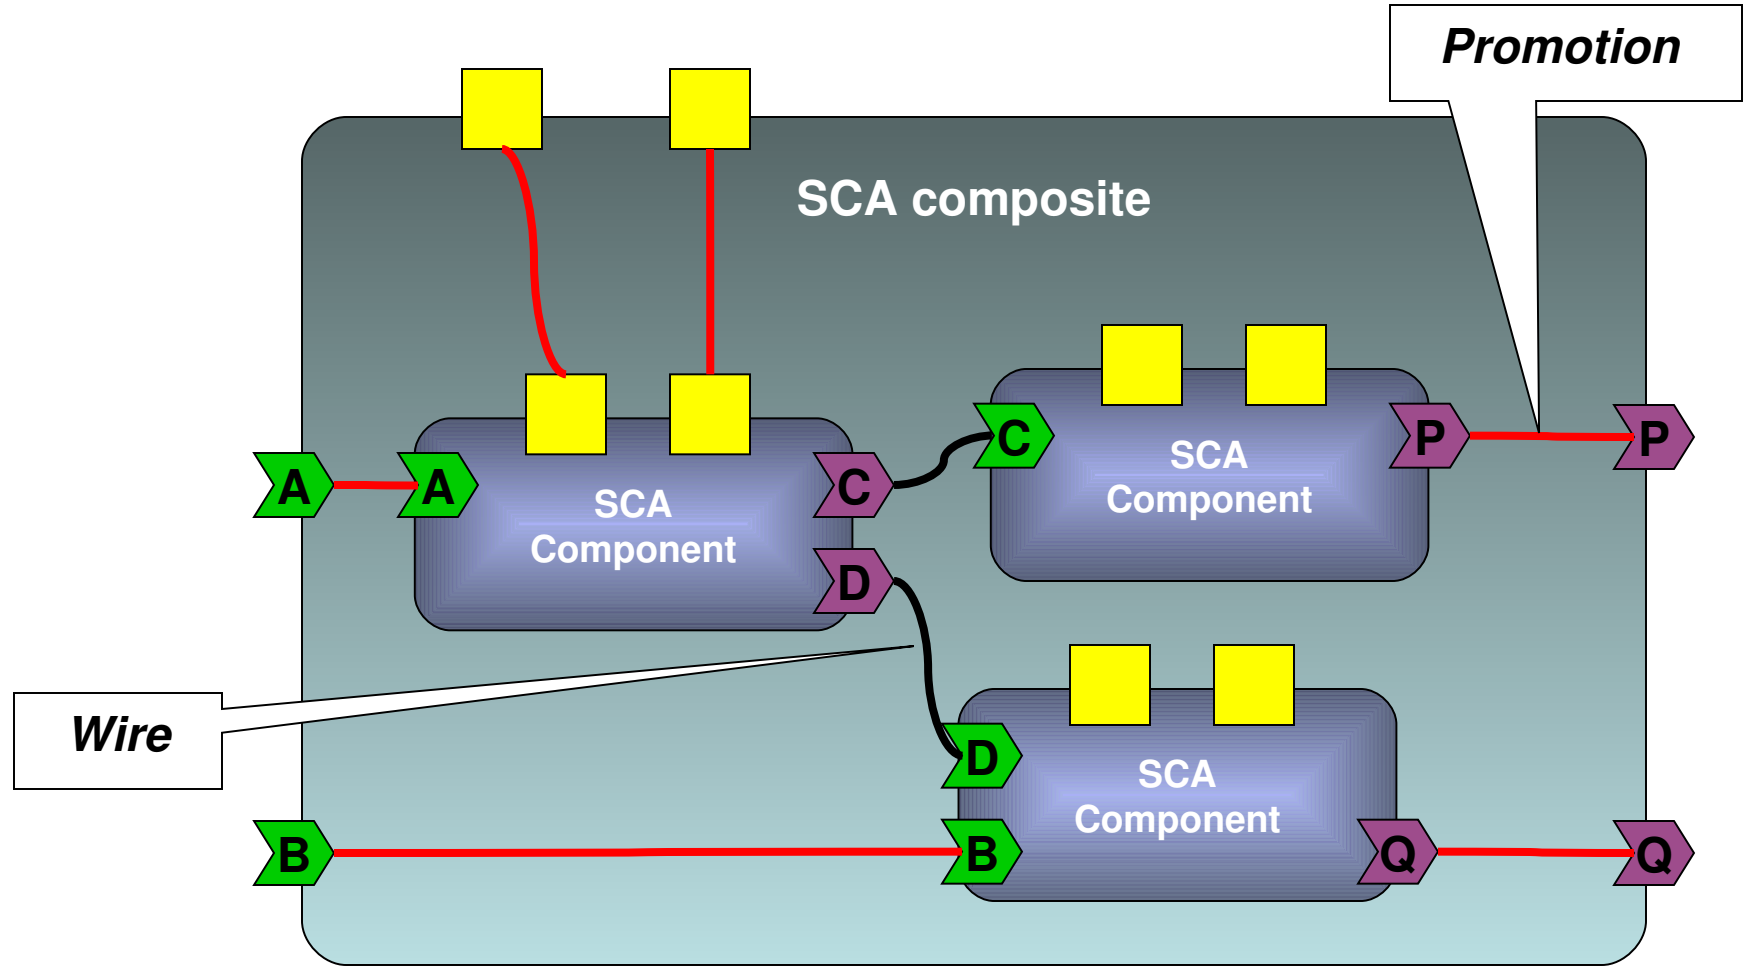 Promotion
SCA composite
A
A
SCA
Component
C
D
C
SCA
Component
P
P
Wire
D
B
B
SCA
Component
Q
Q